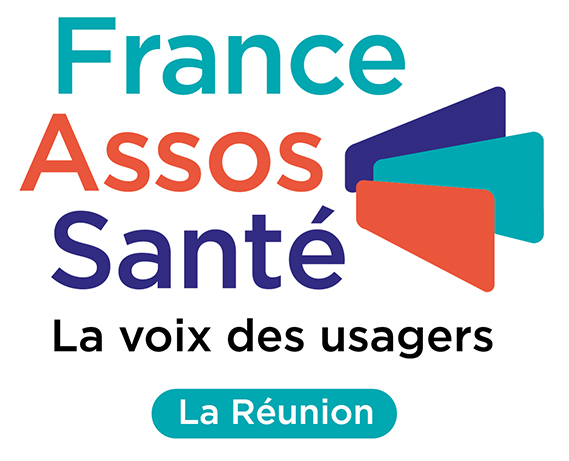 France
Assos
Santé
La voix des usagers
La Réunion